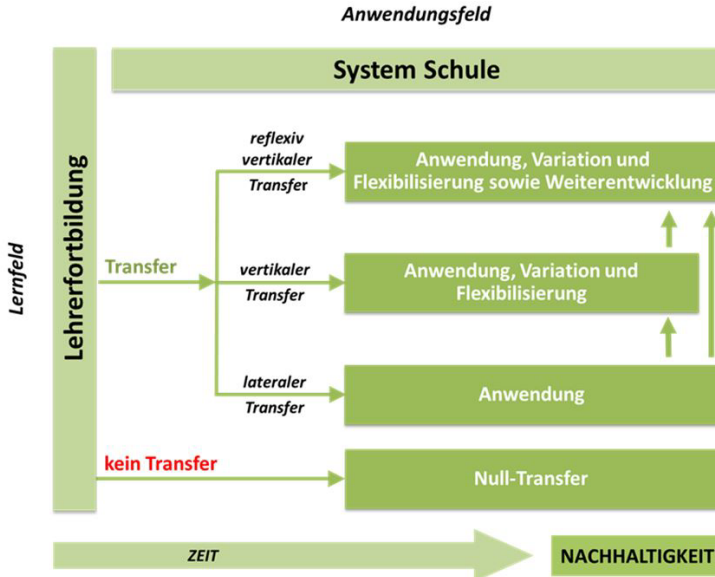 Anwendungsfeld
System Schule
Lernfeld
Lehrerfortbildung
reflexiv
vertikaler
Transfer
Anwendung, Variation und
Flexibilisierung sowie Weiterentwicklung
Transfer
vertikaler
Transfer
Anwendung, Variation und
Flexibilisierung
lateraler
Transfer
Anwendung
kein Transfer
Null-Transfer
ZEIT
NACHHALTIGKEIT